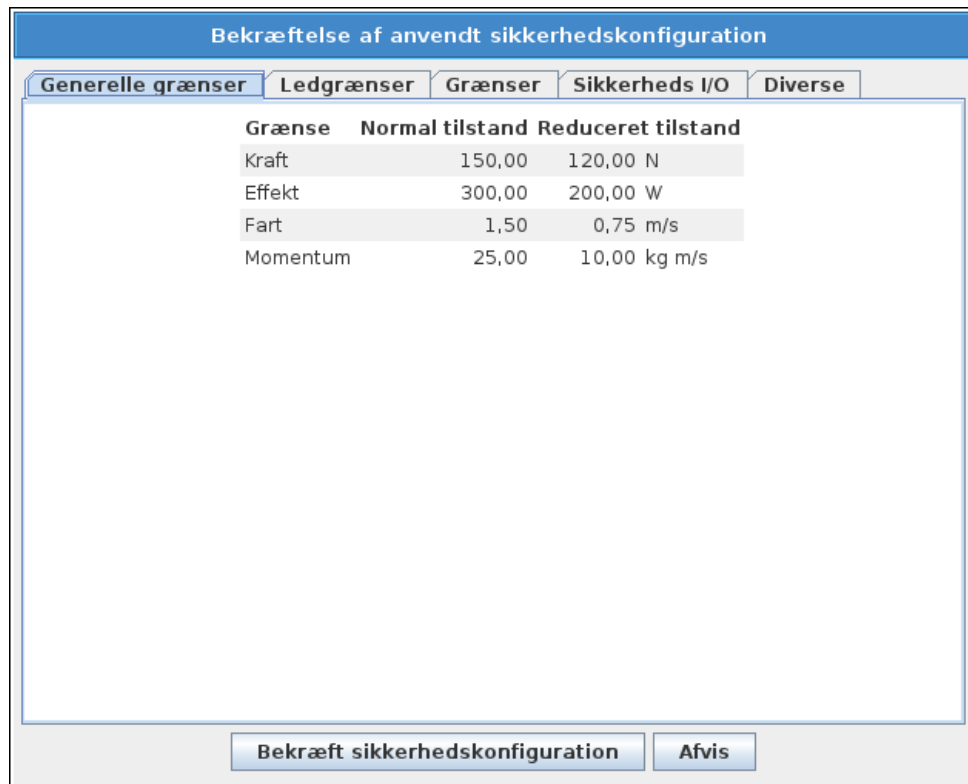 Bekræftelse af anvendt sikkerhedskonfiguration
Generelle grænser Ledgrænser Grænser Sikkerheds I/O Diverse
Grænse Normal tilstand Reduceret tilstand
Kraft 150,00 120,00 N
Effekt 300,00 200,00 W
Fart 1,50 0,75 m/s
Momentum 25,00 10,00 kg m/s
Bekræft sikkerhedskonfiguration Afvis